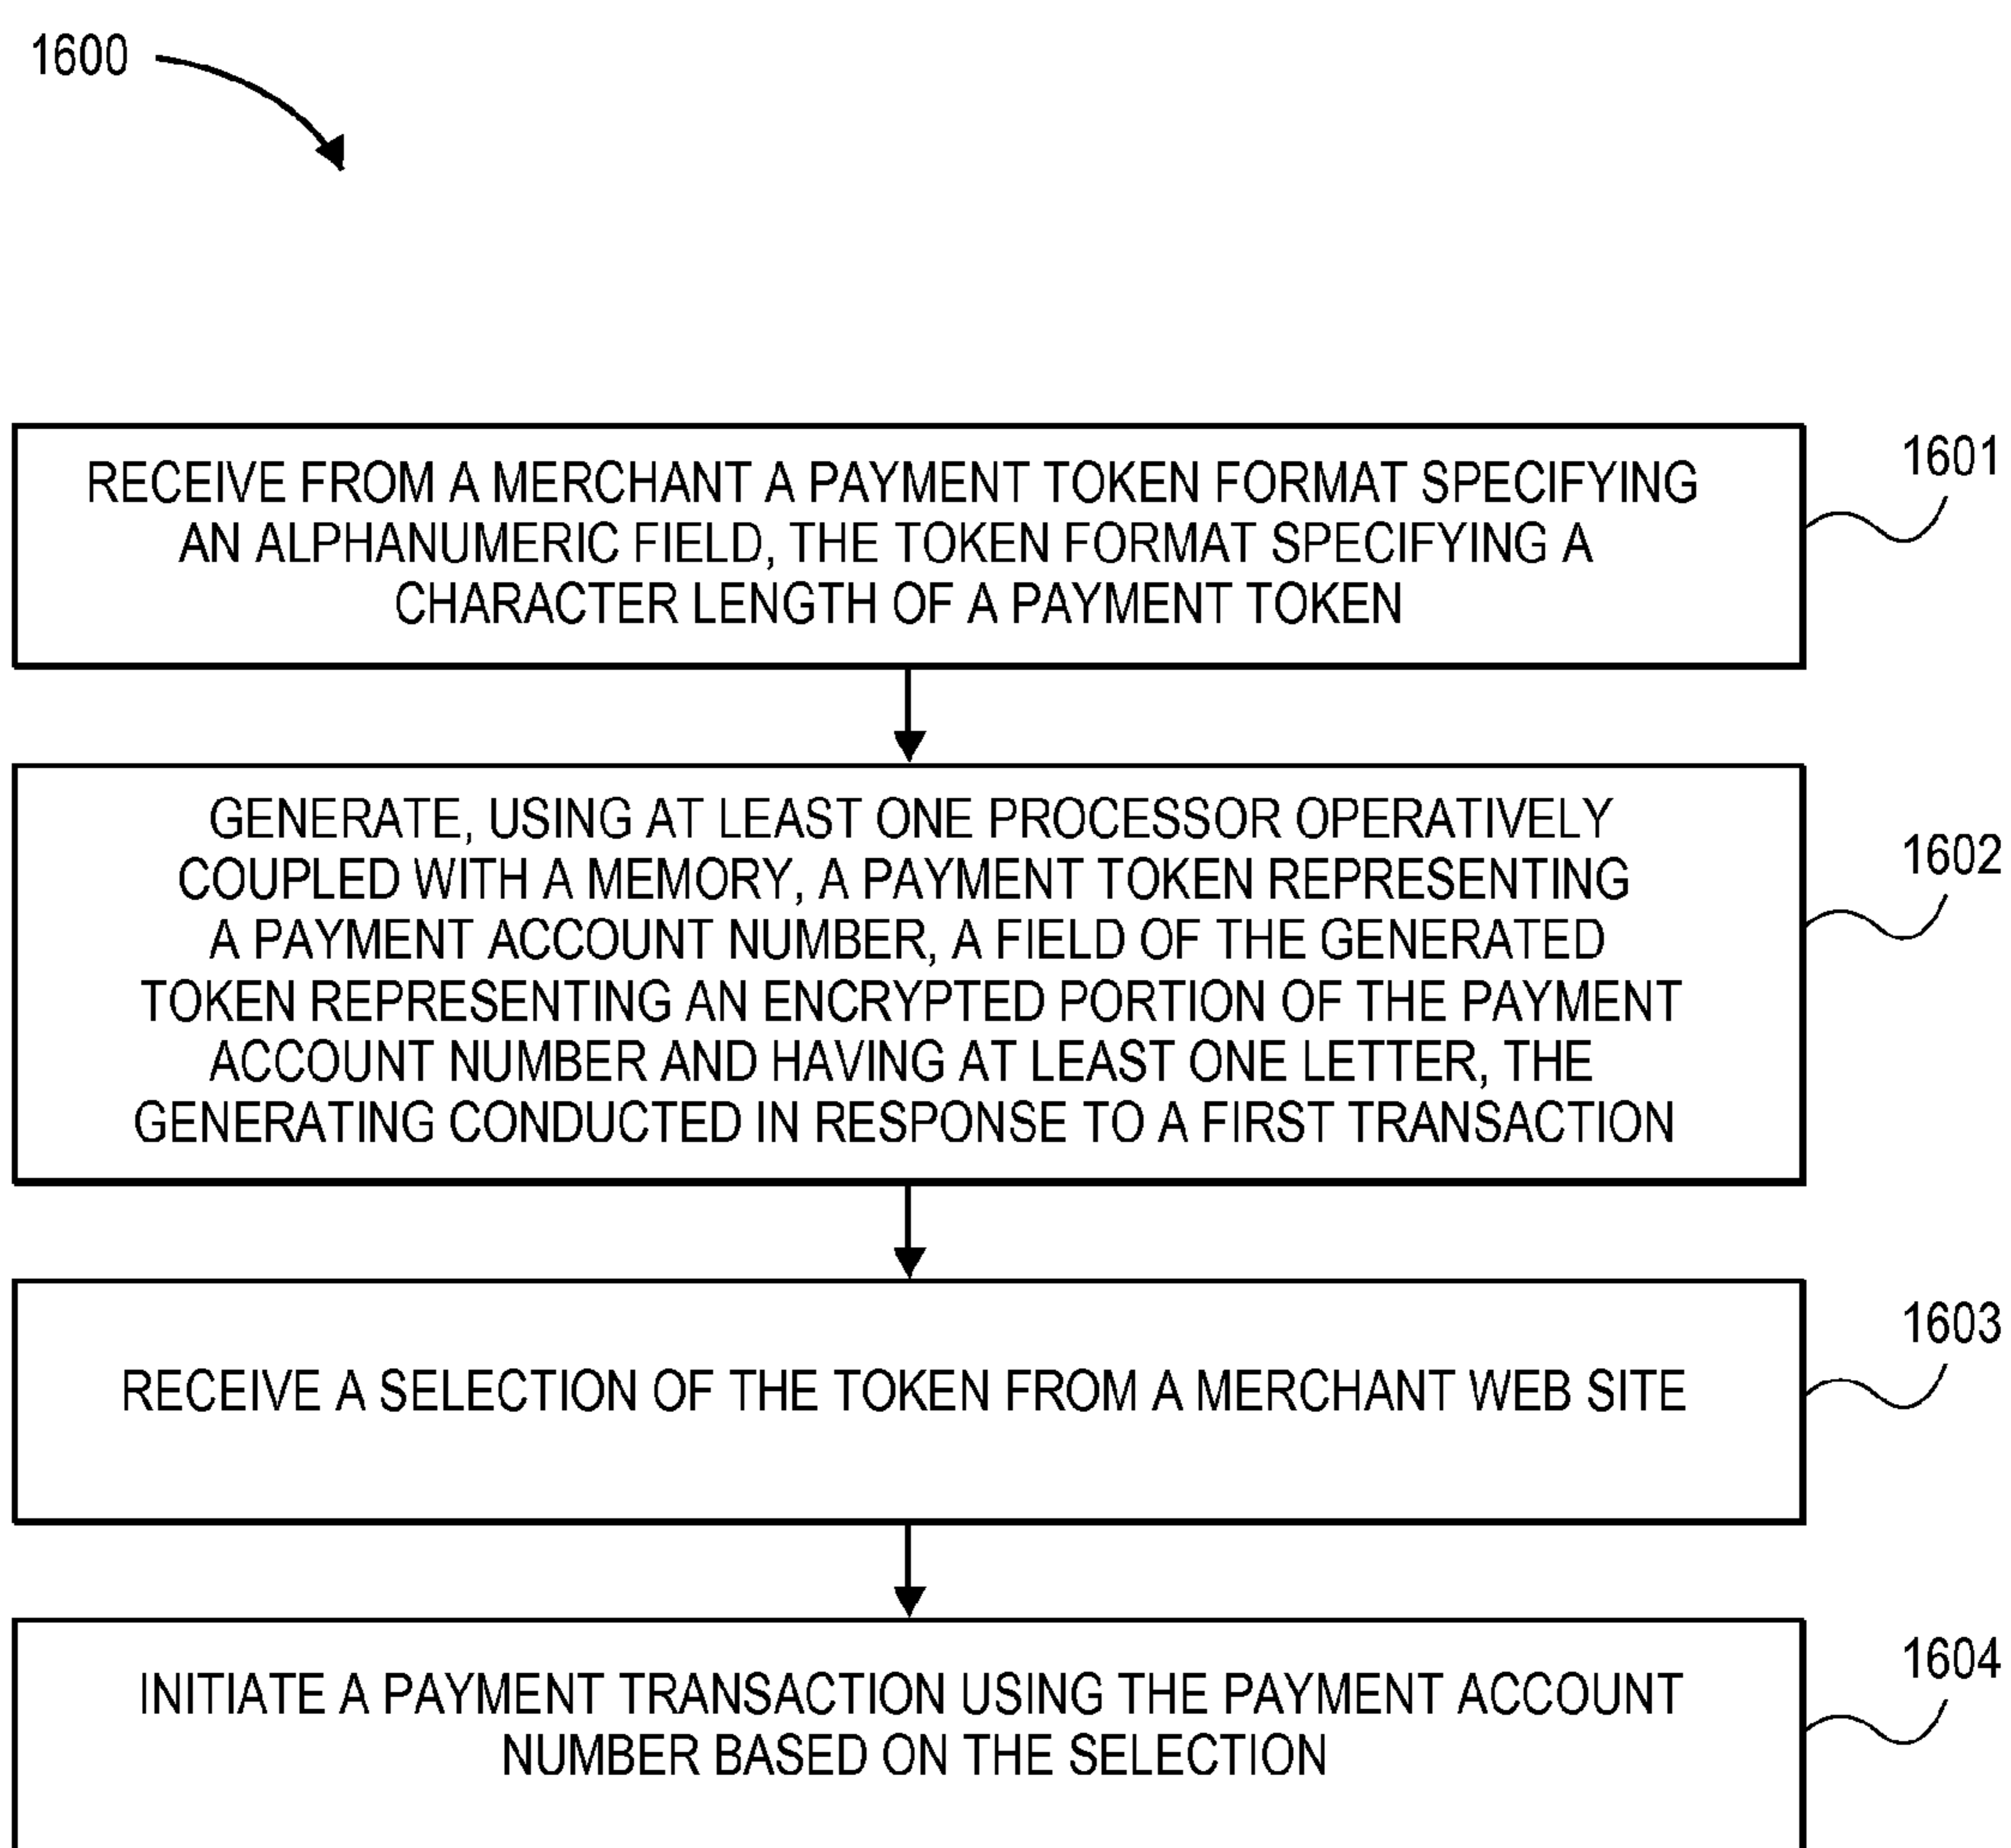 1600
RECEIVE FROM A MERCHANT A PAYMENT TOKEN FORMAT SPECIFYING
AN ALPHANUMERIC FIELD, THE TOKEN FORMAT SPECIFYING A
CHARACTER LENGTH OF A PAYMENT TOKEN
1601
GENERATE, USING AT LEAST ONE PROCESSOR OPERATIVELY
COUPLED WITH A MEMORY, A PAYMENT TOKEN REPRESENTING
A PAYMENT ACCOUNT NUMBER, A FIELD OF THE GENERATED
TOKEN REPRESENTING AN ENCRYPTED PORTION OF THE PAYMENT
ACCOUNT NUMBER AND HAVING AT LEAST ONE LETTER, THE
GENERATING CONDUCTED IN RESPONSE TO A FIRST TRANSACTION
1602
RECEIVE A SELECTION OF THE TOKEN FROM A MERCHANT WEB SITE
1603
INITIATE A PAYMENT TRANSACTION USING THE PAYMENT ACCOUNT
NUMBER BASED ON THE SELECTION
1604